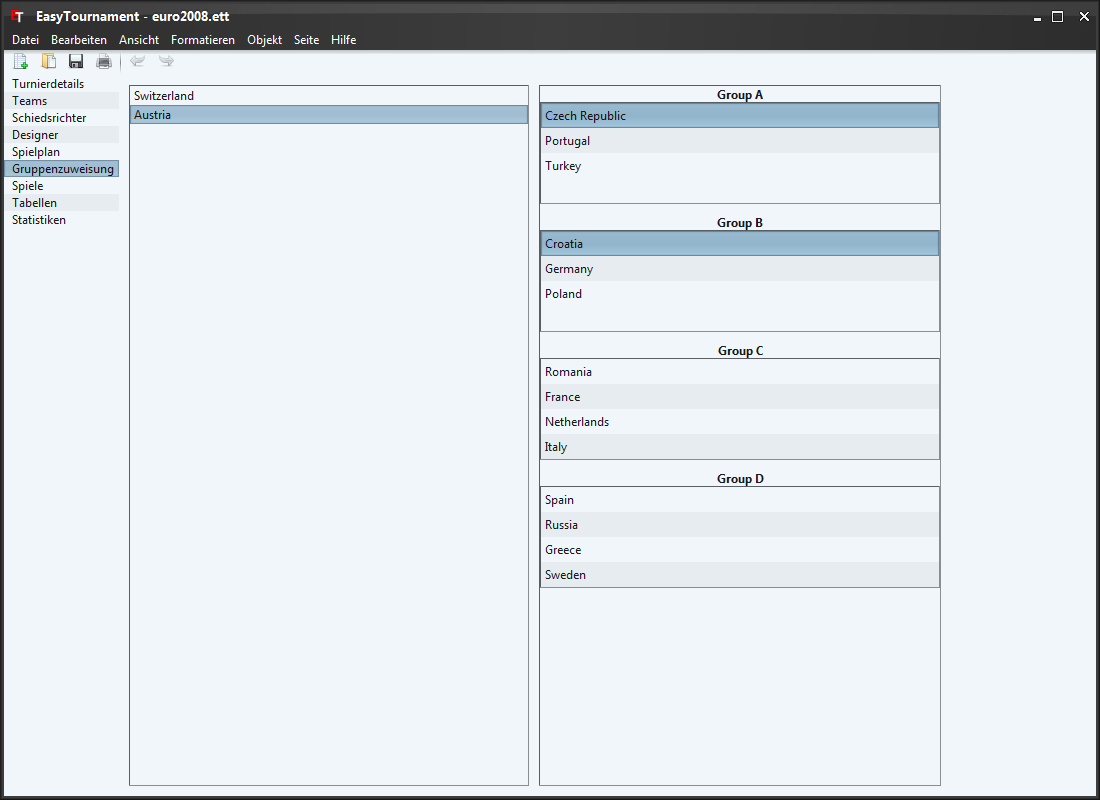 ET EasyTournament - euro2008.ett
Datei Bearbeiten Ansicht Formatieren Objekt Seite Hilfe
Turnierdetails
Teams
Schiedsrichter
Designer
Spielplan
Gruppenzuweisung
Spiele
Tabellen
Statistiken
Switzerland
Austria
Group A
Czech Republic
Portugal
Turkey
Group B
Croatia
Germany
Poland
Group C
Romania
France
Netherlands
Italy
Group D
Spain
Russia
Greece
Sweden